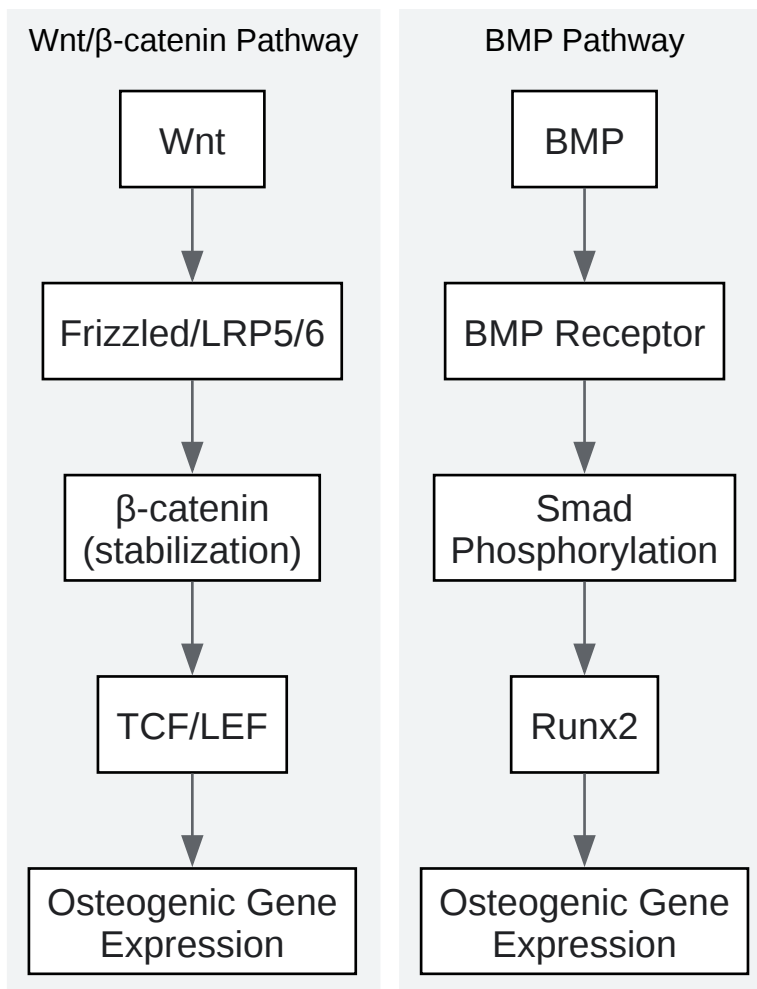 Wnt/β-catenin Pathway
Wnt
Frizzled/LRP5/6
β-catenin
(stabilization)
TCF/LEF
Osteogenic Gene
Expression
BMP Pathway
BMP
BMP Receptor
Smad
Phosphorylation
Runx2
Osteogenic Gene
Expression